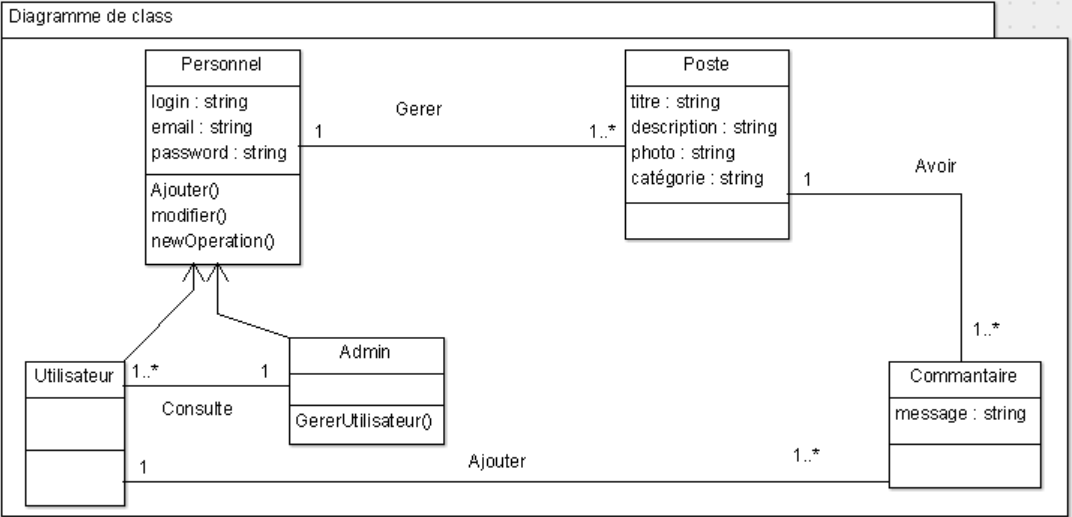 Diagramme de class
Personnel
login : string
email : string
password : string
Ajouter()
modifier()
newOperation()
Gerer
1
1..*
Poste
titre : string
description : string
photo : string
catégorie : string
Avoir
1
1..*
Utilisateur
1..*
1
Consulte
Admin
GererUtilisateur()
Commantaire
message : string
1
Ajouter
1..*